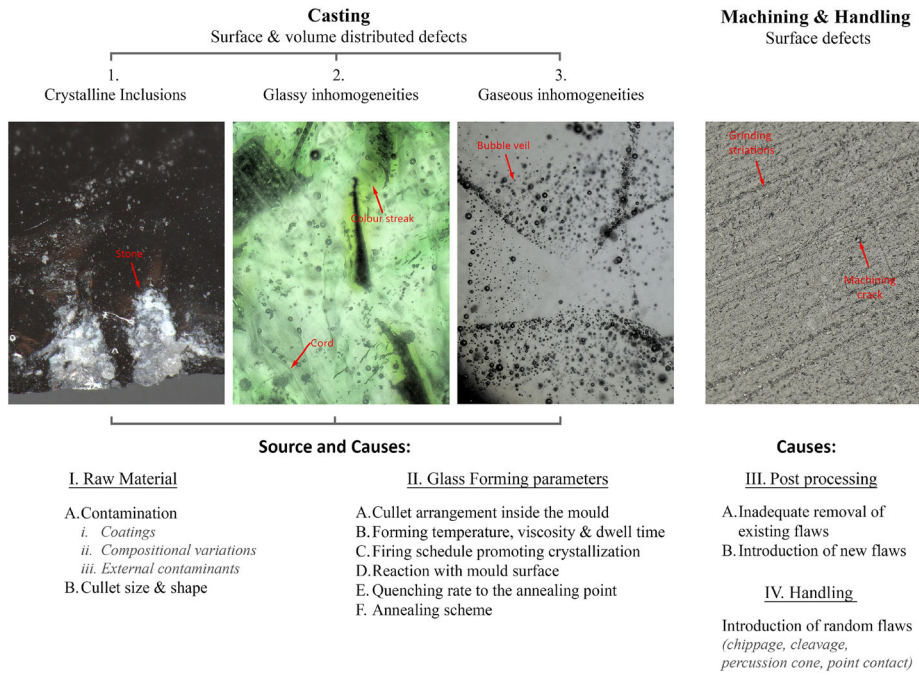 Casting
Surface & volume distributed defects
1.
Crystalline Inclusions
2.
Glassy inhomogeneities
3.
Gaseous inhomogeneities
Machining & Handling
Surface defects
Stone
Colour streak
Cord
Bubble veil
Grinding
striations
Machining
crack
Source and Causes:
I. Raw Material
A. Contamination
i. Coatings
ii. Compositional variations
iii. External contaminants
B. Cullet size & shape
II. Glass Forming parameters
A. Cullet arrangement inside the mould
B. Forming temperature, viscosity & dwell time
C. Firing schedule promoting crystallization
D. Reaction with mould surface
E. Quenching rate to the annealing point
F. Annealing scheme
Causes:
III. Post processing
A. Inadequate removal of
existing flaws
B. Introduction of new flaws
IV. Handling
Introduction of random flaws
(chippage, cleavage,
percussion cone, point contact)